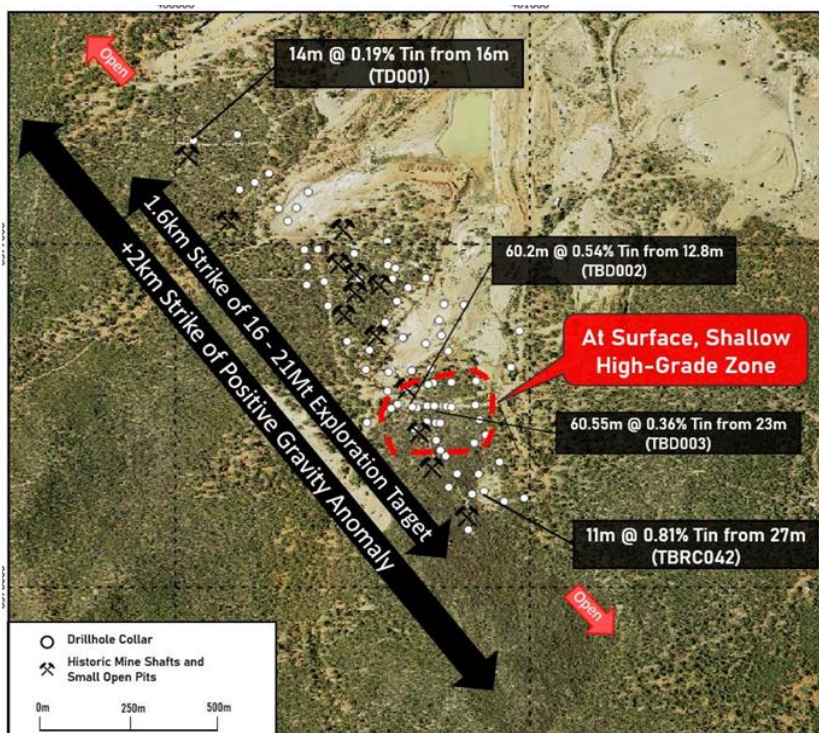 Open
14m @ 0.19% Tin from 16m
(TD001)
1.6km Strike of 16 - 21Mt Exploration Target
+2km Strike of Positive Gravity Anomaly
60.2m @ 0.54% Tin from 12.8m
(TBD002)
At Surface, Shallow
High-Grade Zone
60.55m @ 0.36% Tin from 23m
(TBD003)
11m @ 0.81% Tin from 27m
(TBRC042)
Open
Drillhole Collar
Historic Mine Shafts and
Small Open Pits
0m 250m 500m